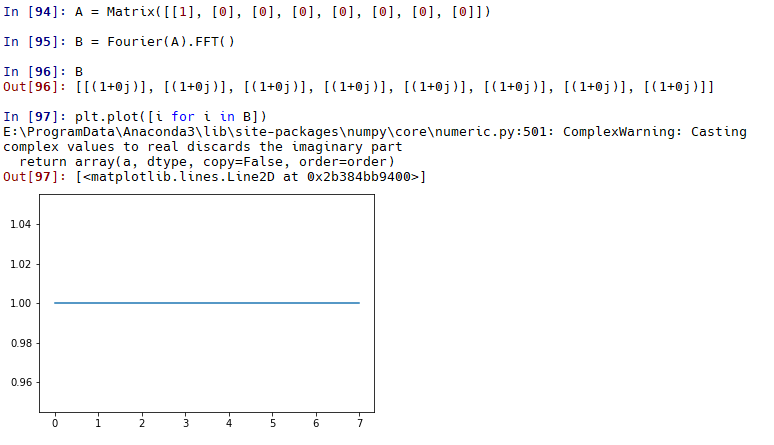 In [94]: A = Matrix([[1], [0], [0], [0], [0], [0], [0], [0]])
In [95]: B = Fourier(A).FFT()
In [96]: B
Out[96]: [[(1+0j)], [(1+0j)], [(1+0j)], [(1+0j)], [(1+0j)], [(1+0j)], [(1+0j)], [(1+0j)]]
In [97]: plt.plot([i for i in B])
E:\ProgramData\Anaconda3\lib\site-packages\numpy\core\numeric.py:501: ComplexWarning: Casting
complex values to real discards the imaginary part
  return array(a, dtype, copy=False, order=order)
Out[97]: [<matplotlib.lines.Line2D at 0x2b384bb9400>]
1.04
1.02
1.00
0.98
0.96
0 1 2 3 4 5 6 7